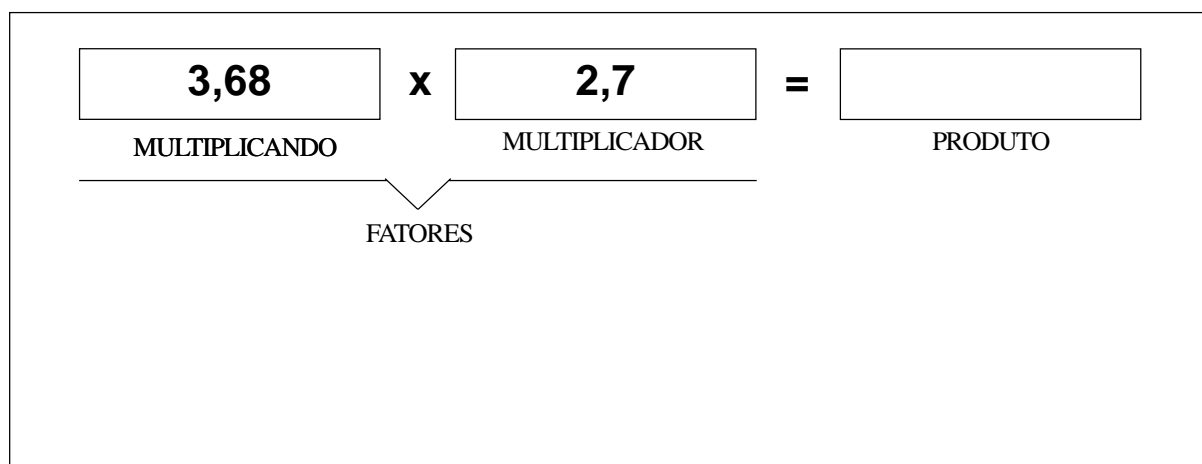 3,68 x 2,7 =
MULTIPLICANDO MULTIPLICADOR PRODUTO
FATORES